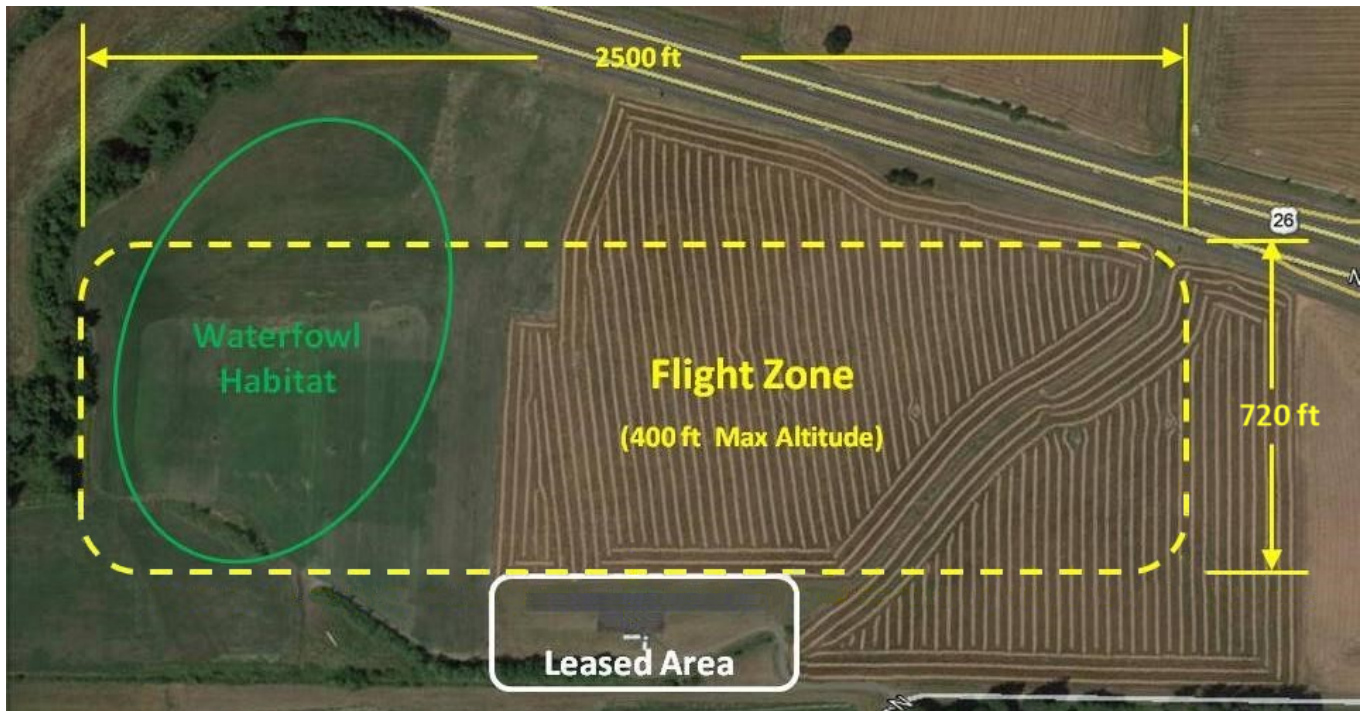 2500 ft
26
Waterfowl
Habitat
Flight Zone
(400 ft Max Altitude)
720 ft
Leased Area
N
N